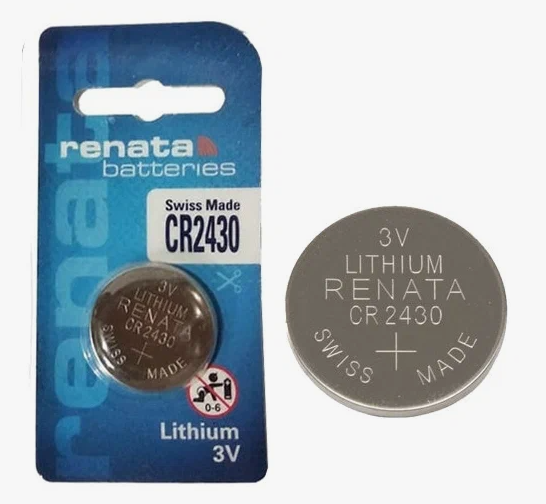 renata
renata
batteries
Swiss Made
CR2430
3V
LITHIUM
RENATA
CR2430
+
SWISS MADE
0-6
Lithium
3V
3V
LITHIUM
RENATA
CR 2430
+
SWISS MADE